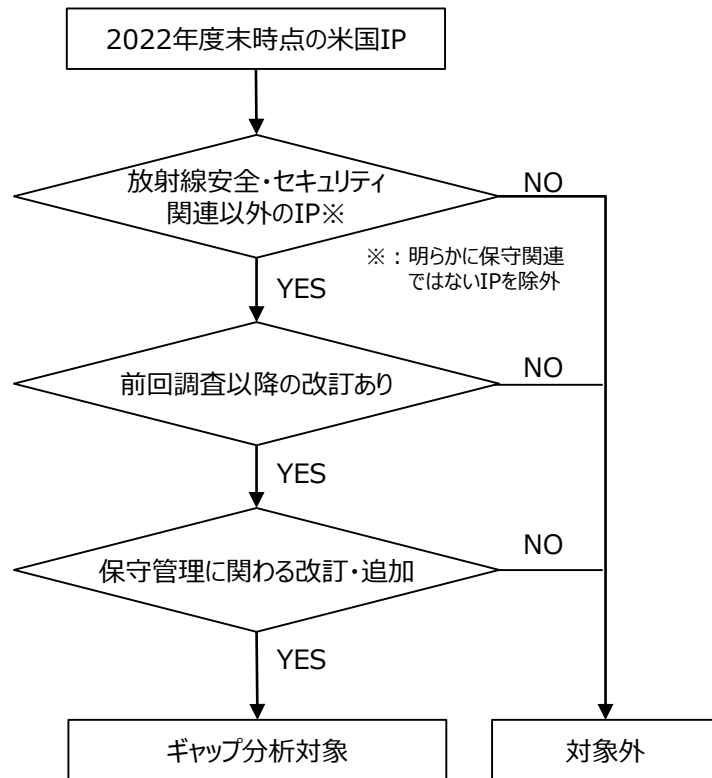 2022年度末時点の米国IP
放射線安全・セキュリティ
関連以外のIP※
NO
※：明らかに保守関連
ではないIPを除外
YES
前回調査以降の改訂あり
NO
YES
保守管理に関わる改訂・追加
NO
YES
ギャップ分析対象
対象外